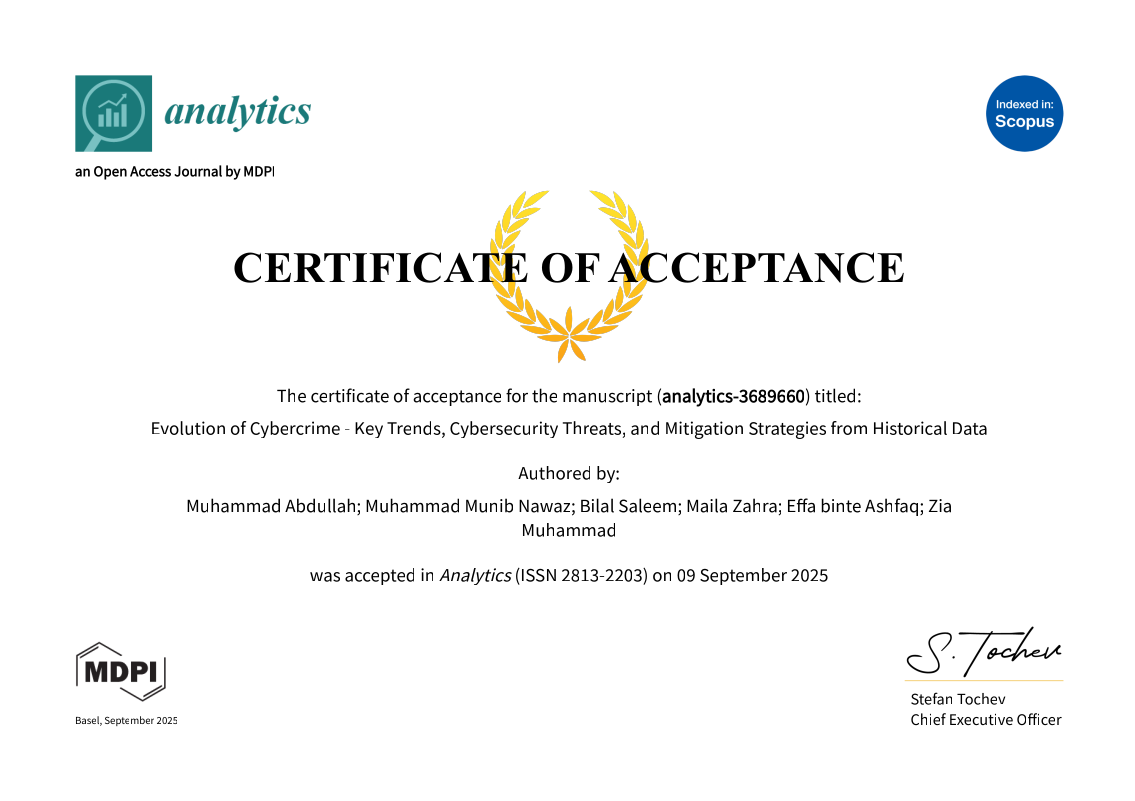 analytics
Indexed in:
Scopus
an Open Access Journal by MDPI
CERTIFICATE OF ACCEPTANCE
The certificate of acceptance for the manuscript (analytics-3689660) titled:
Evolution of Cybercrime - Key Trends, Cybersecurity Threats, and Mitigation Strategies from Historical Data
Authored by:
Muhammad Abdullah; Muhammad Munib Nawaz; Bilal Saleem; Maila Zahra; Effa binte Ashfaq; Zia
Muhammad
was accepted in Analytics (ISSN 2813-2203) on 09 September 2025
MDPI
Basel, September 2025
S. Tochev
Stefan Tochev
Chief Executive Officer